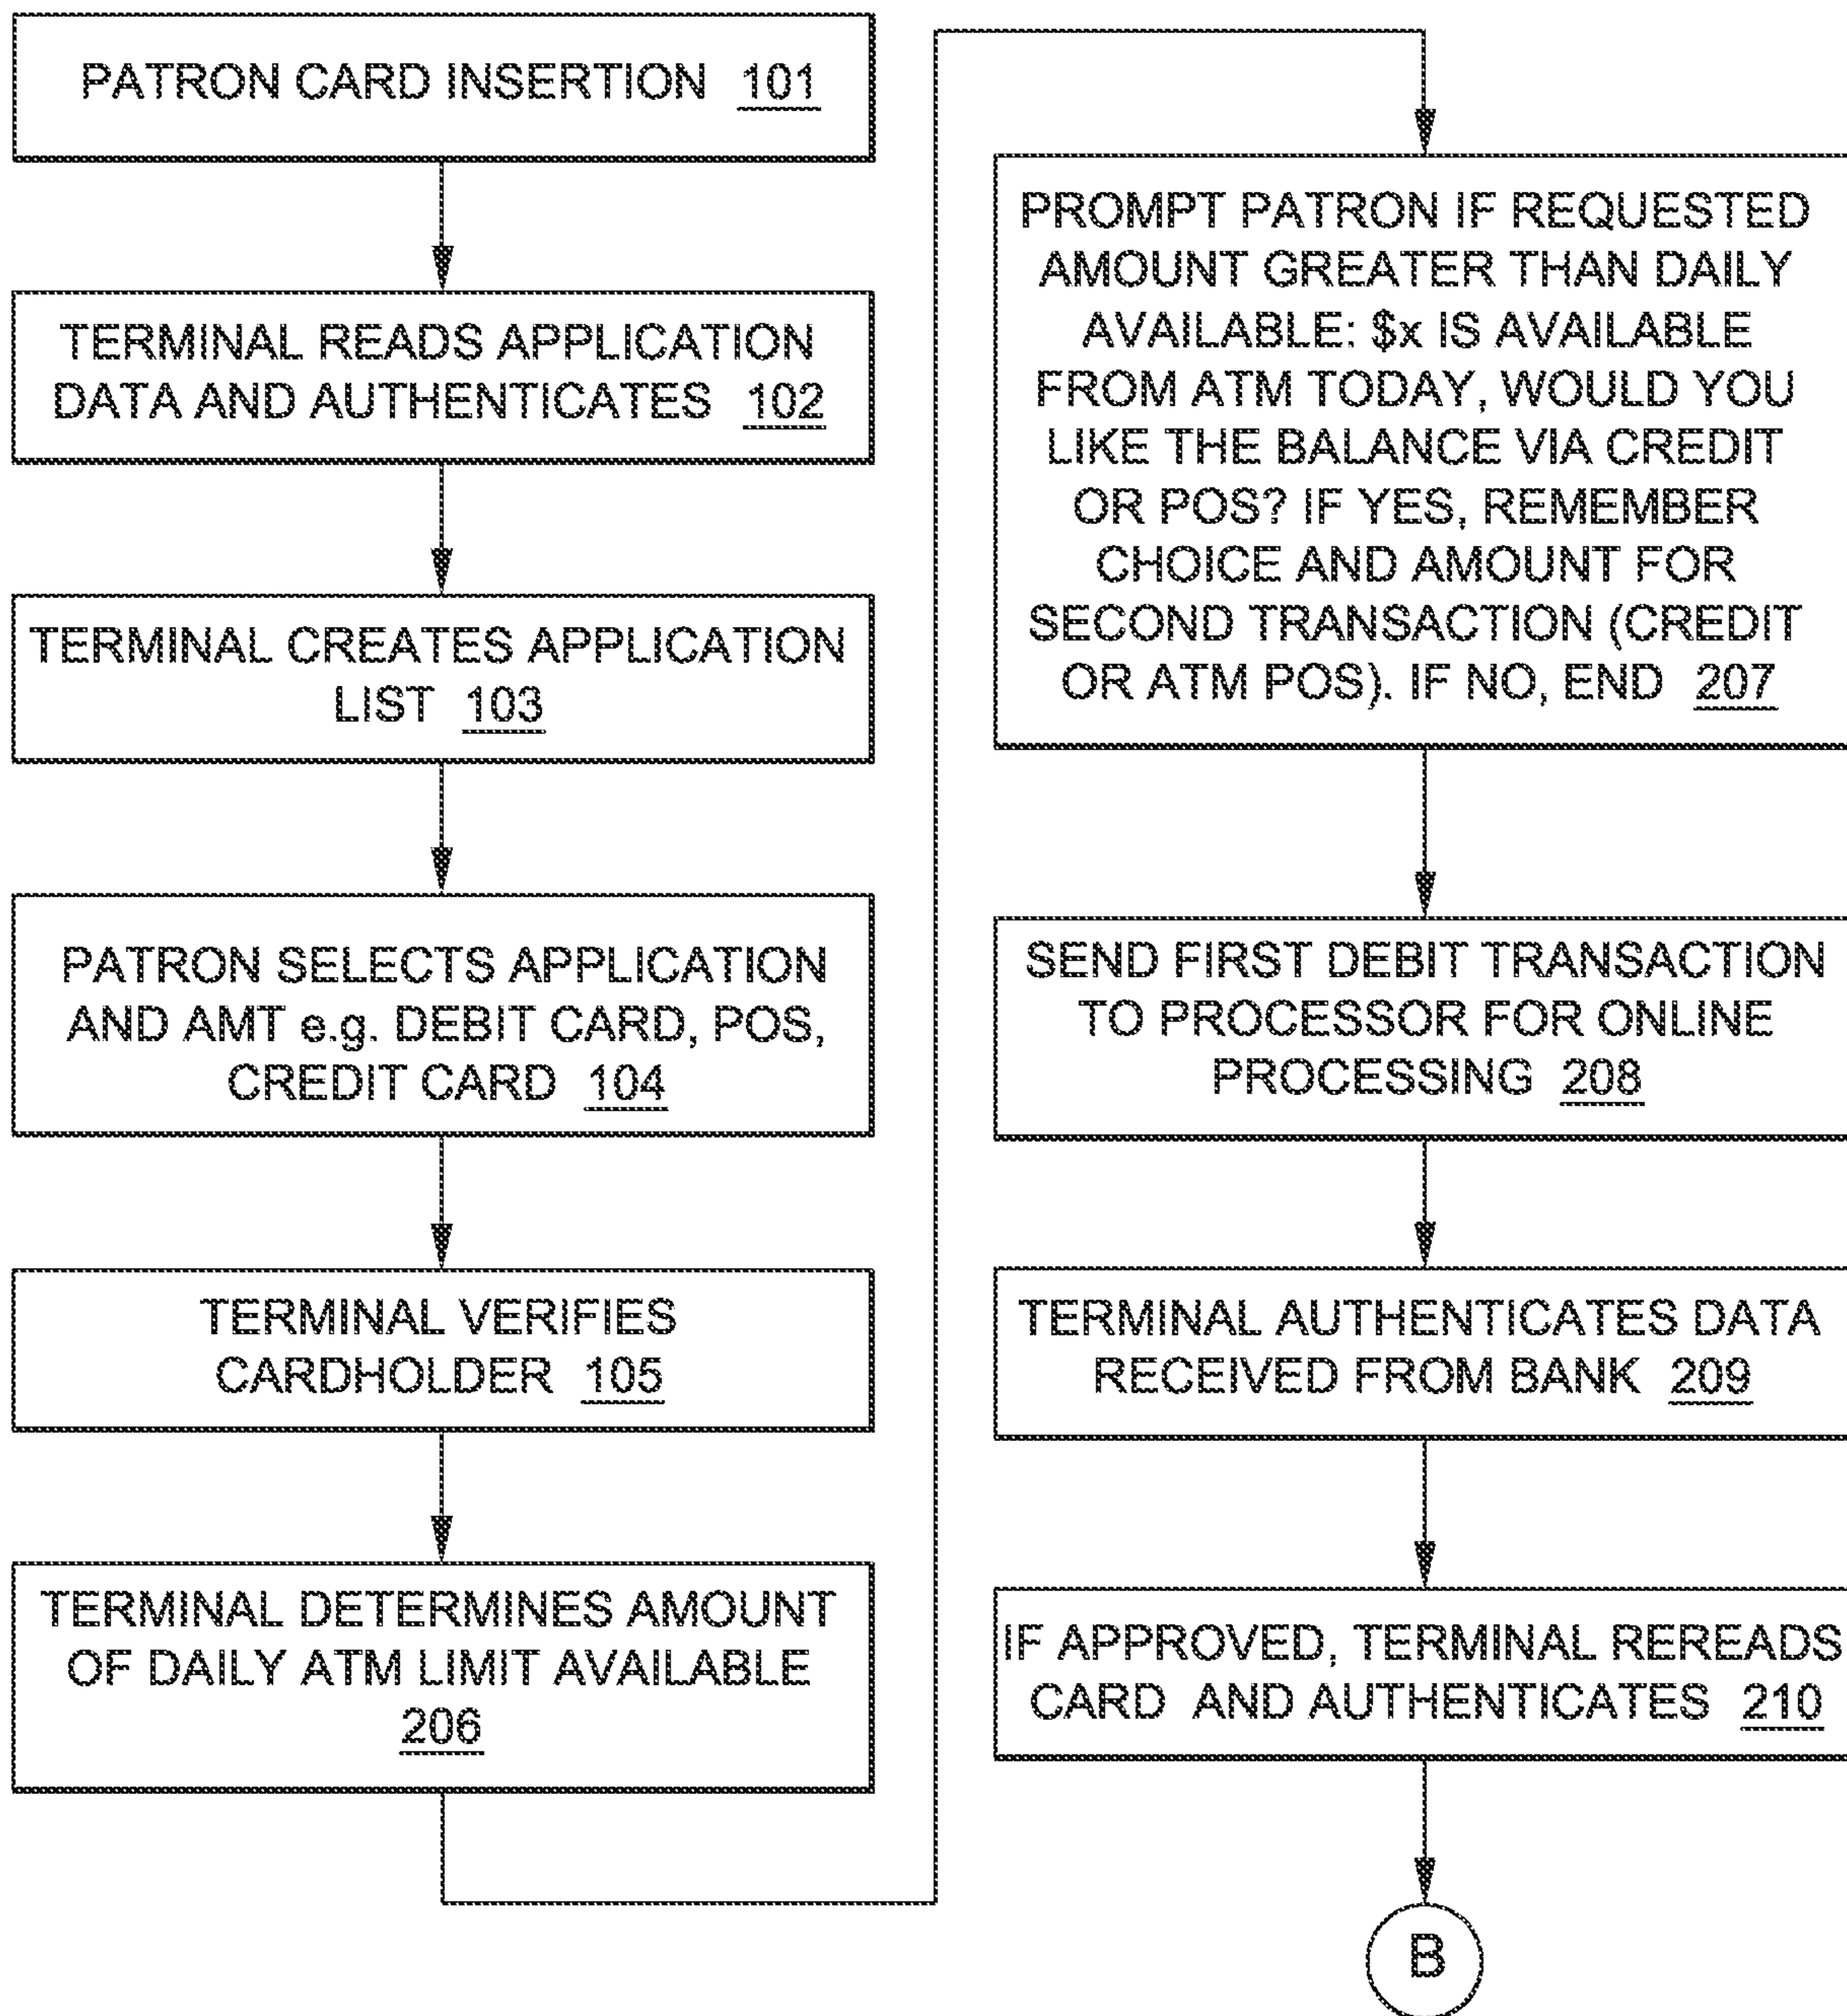 PATRON CARD INSERTION 101
TERMINAL READS APPLICATION
DATA AND AUTHENTICATES 102
TERMINAL CREATES APPLICATION
LIST 103
PATRON SELECTS APPLICATION
AND AMT e.g. DEBIT CARD, POS,
CREDIT CARD 104
TERMINAL VERIFIES
CARDHOLDER 105
TERMINAL DETERMINES AMOUNT
OF DAILY ATM LIMIT AVAILABLE
206
PROMPT PATRON IF REQUESTED
AMOUNT GREATER THAN DAILY
AVAILABLE: $x IS AVAILABLE
FROM ATM TODAY, WOULD YOU
LIKE THE BALANCE VIA CREDIT
OR POS? IF YES, REMEMBER
CHOICE AND AMOUNT FOR
SECOND TRANSACTION (CREDIT
OR ATM POS). IF NO, END 207
SEND FIRST DEBIT TRANSACTION
TO PROCESSOR FOR ONLINE
PROCESSING 208
TERMINAL AUTHENTICATES DATA
RECEIVED FROM BANK 209
IF APPROVED, TERMINAL REREADS
CARD AND AUTHENTICATES 210
B